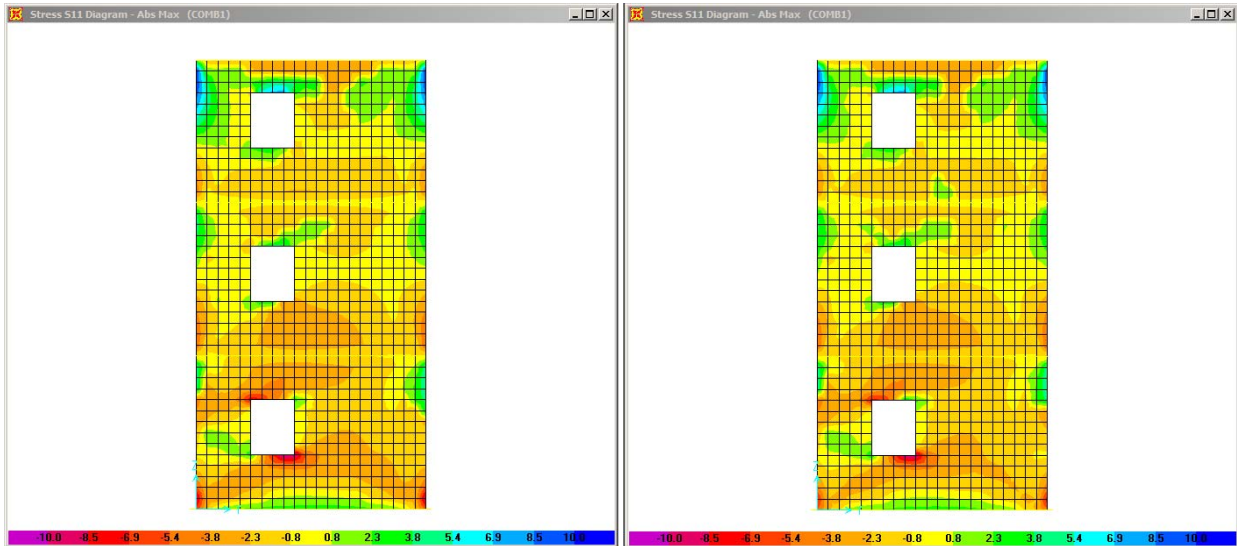 Stress S11 Diagram - Abs Max (COMB1)
Stress S11 Diagram - Abs Max (COMB1)
Z
Y
-10.0 -8.5 -6.9 -5.4 -3.8 -2.3 -0.8 0.8 2.3 3.8 5.4 6.9 8.5 10.0
Z
Y
-10.0 -8.5 -6.9 -5.4 -3.8 -2.3 -0.8 0.8 2.3 3.8 5.4 6.9 8.5 10.0